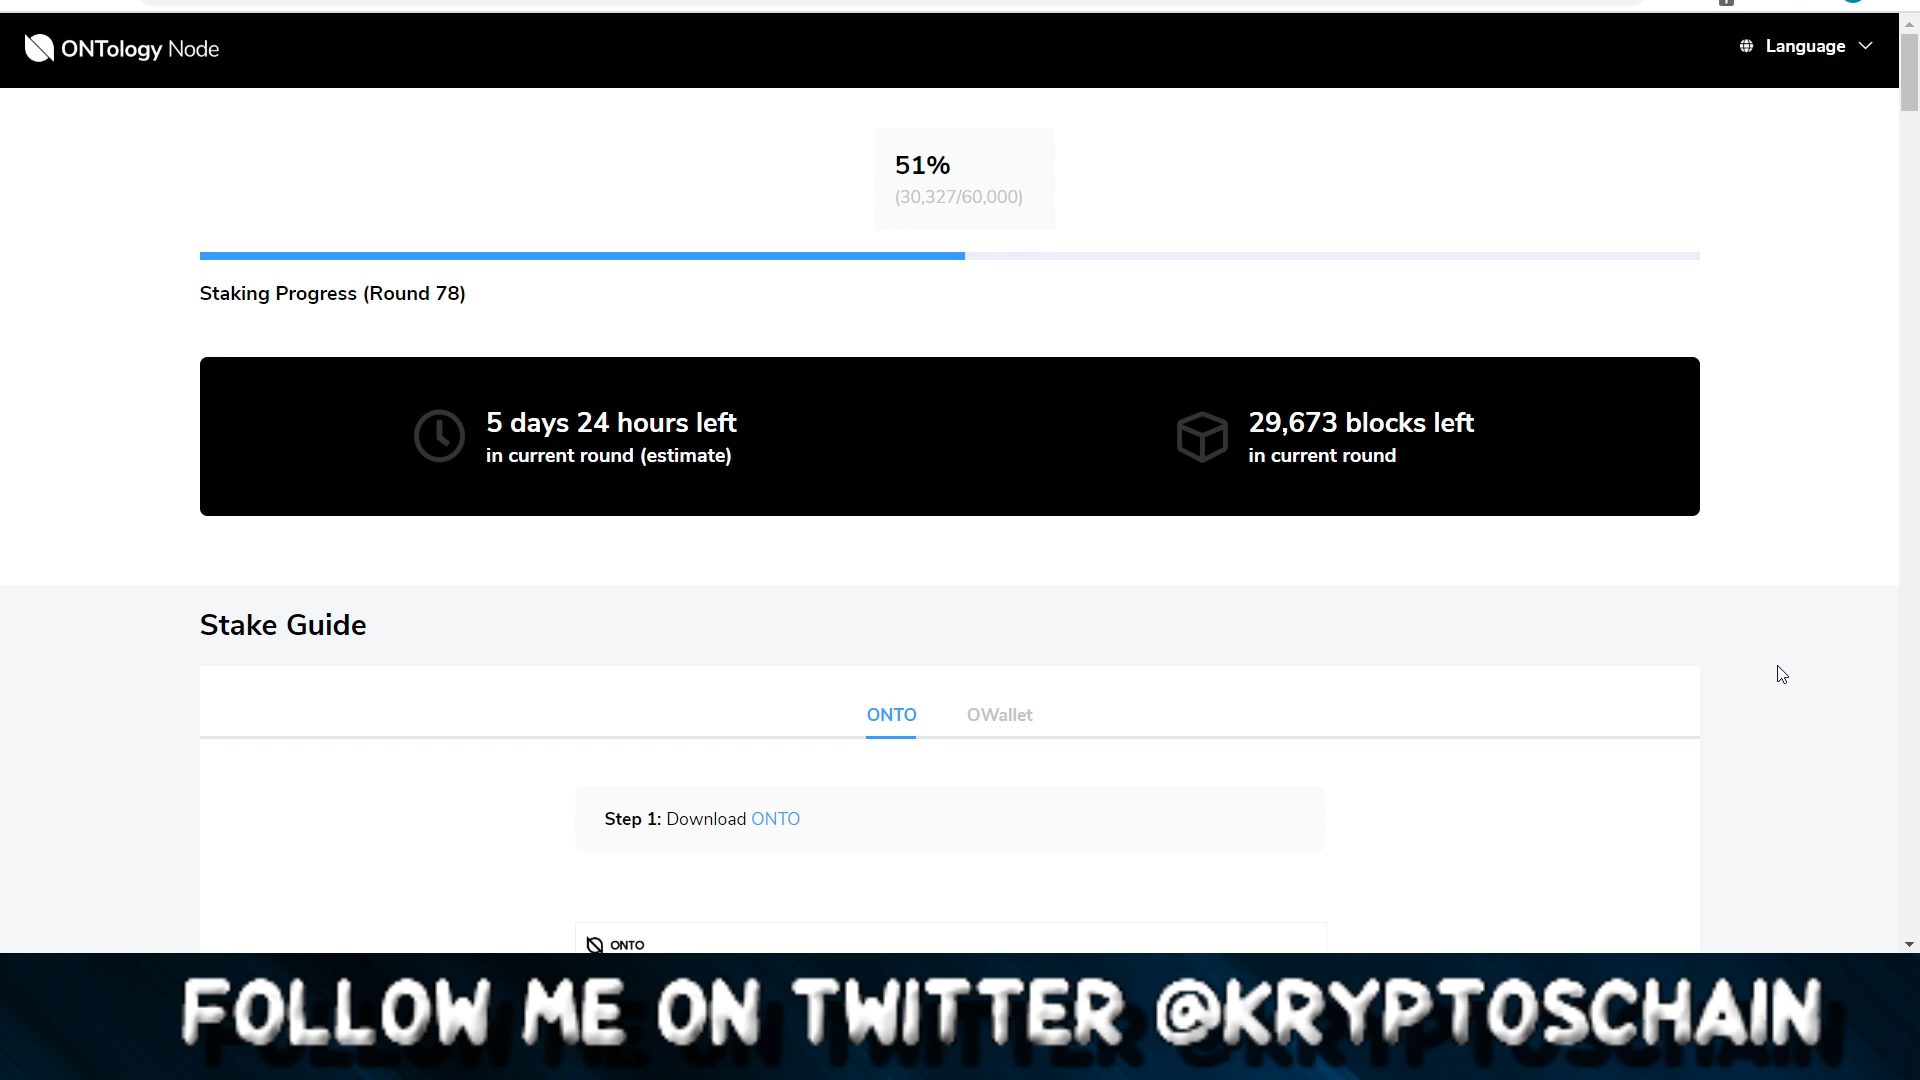 ONTology Node
Language
51%
(30,327/60,000)
Staking Progress (Round 78)
5 days 24 hours left
in current round (estimate)
29,673 blocks left
in current round
Stake Guide
ONTO OWallet
Step 1: Download ONTO
ONTO
FOLLOW ME ON TWITTER @KRYPTOSCHAIN